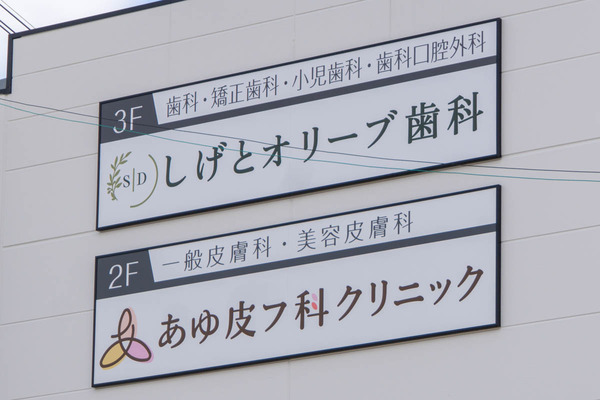 3F 歯科・矯正歯科・小児歯科・歯科口腔外科
S|D しげとオリーブ歯科
2F 一般皮膚科・美容皮膚科
あゆ皮フ科クリニック